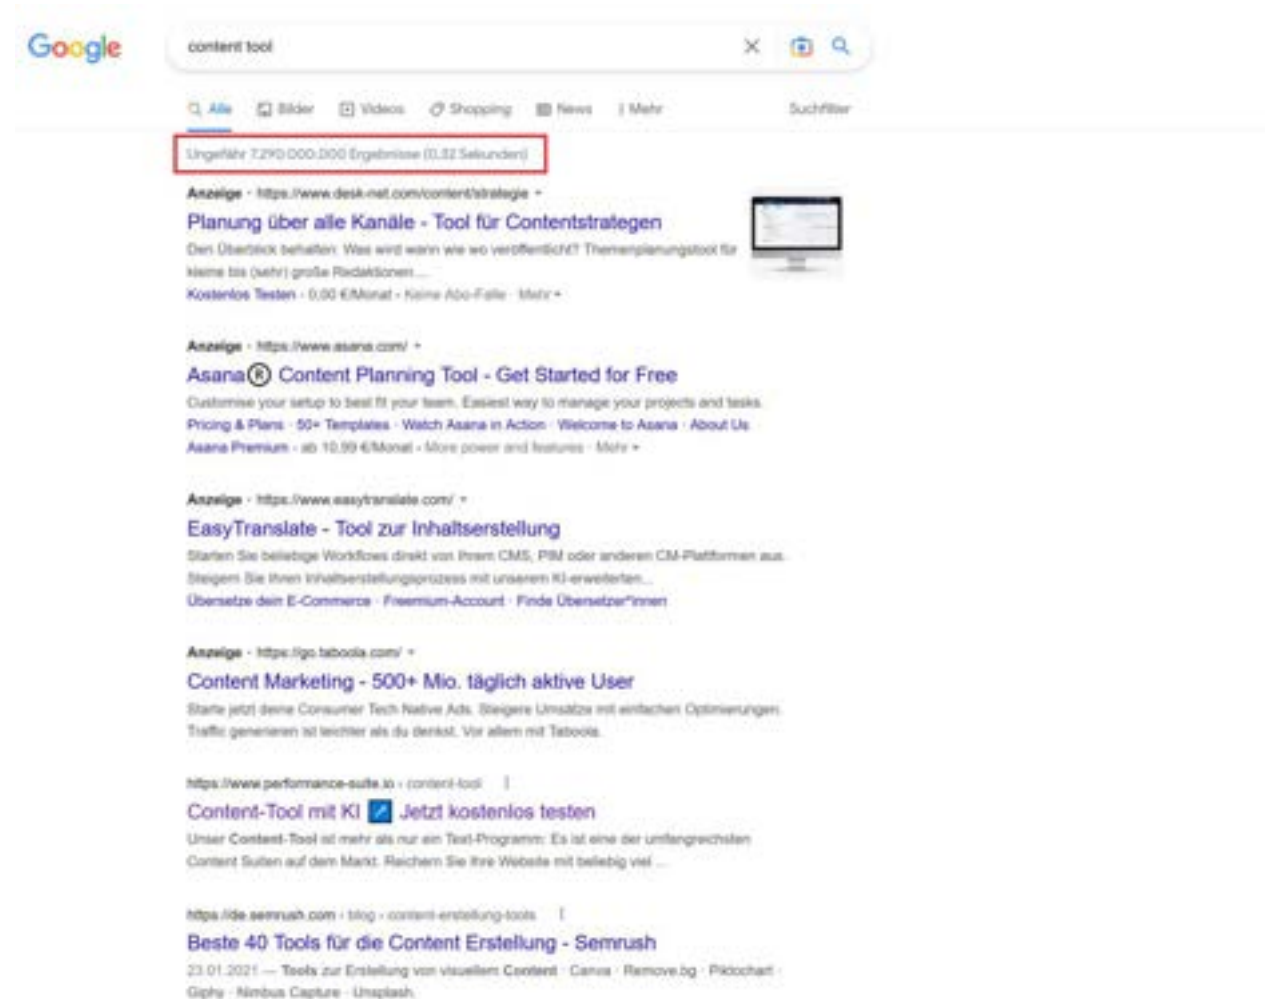 Google
content tool
Alle Bilder Videos Shopping News Mehr Suchfilter
Ungefähr 7.290.000.000 Ergebnisse (0,32 Sekunden)
Anzeige · https://www.desk-net.com/content/strategie
Planung über alle Kanäle - Tool für Contentstrategen
Den Überblick behalten: Was wird wann wie wo veröffentlicht? Themenplanungstool für
kleine bis (sehr) große Redaktionen ...
Kostenlos Testen - 0,00 €/Monat - Keine Abo-Falle · Mehr
Anzeige · https://www.asana.com/
Asana® Content Planning Tool - Get Started for Free
Customise your setup to best fit your team. Easiest way to manage your projects and tasks.
Pricing & Plans · 50+ Templates · Watch Asana in Action · Welcome to Asana · About Us
Asana Premium - ab 10,99 €/Monat - More power and features · Mehr
Anzeige · https://www.easytranslate.com/
EasyTranslate - Tool zur Inhaltserstellung
Starten Sie beliebige Workflows direkt von Ihrem CMS, PIM oder anderen CM-Plattformen aus.
Steigern Sie Ihren Inhaltserstellungsprozess mit unserem KI-erweiterten...
Übersetze dein E-Commerce · Freemium-Account · Finde Übersetzer*innen
Anzeige · https://go.taboola.com/
Content Marketing - 500+ Mio. täglich aktive User
Starte jetzt deine Consumer Tech Native Ads. Steigere Umsätze mit einfachen Optimierungen.
Traffic generieren ist leichter als du denkst. Vor allem mit Taboola.
https://www.performance-suite.io › content-tool
Content-Tool mit KI Jetzt kostenlos testen
Unser Content-Tool ist mehr als nur ein Text-Programm: Es ist eine der umfangreichsten
Content Suiten auf dem Markt. Reichern Sie Ihre Website mit beliebig viel ...
https://de.semrush.com › blog › content-erstellung-tools
Beste 40 Tools für die Content Erstellung - Semrush
23.01.2021 — Tools zur Erstellung von visuellem Content · Canva · Remove.bg · Piktochart ·
Giphy · Nimbus Capture · Unsplash.